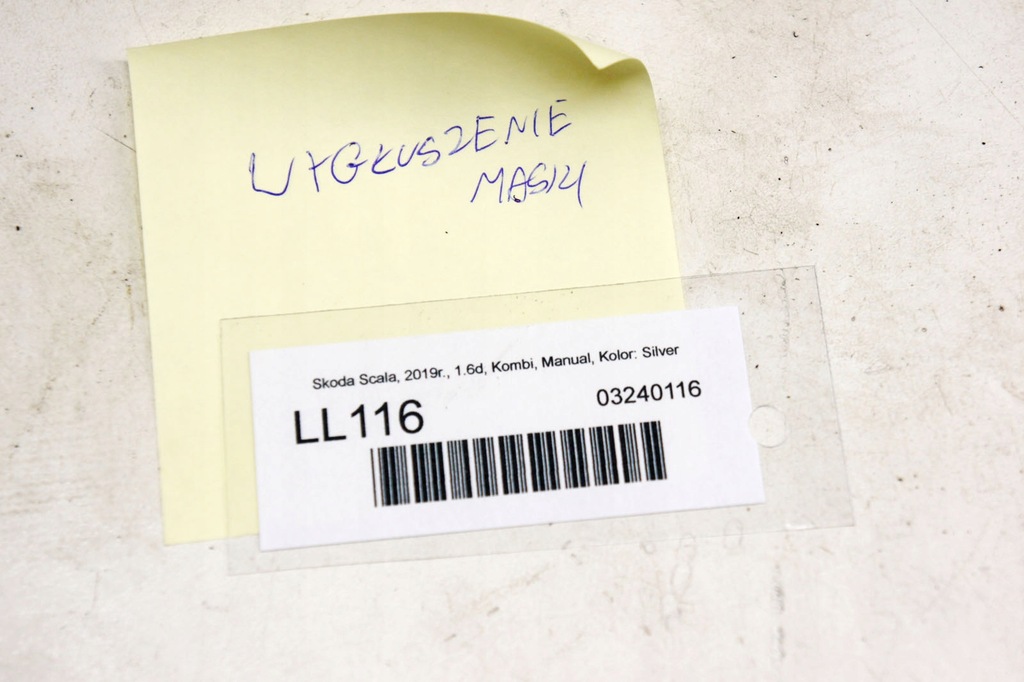 WYGŁUSZENIE
MASKI
Skoda Scala, 2019r., 1.6d, Kombi, Manual, Kolor: Silver
LL116
03240116